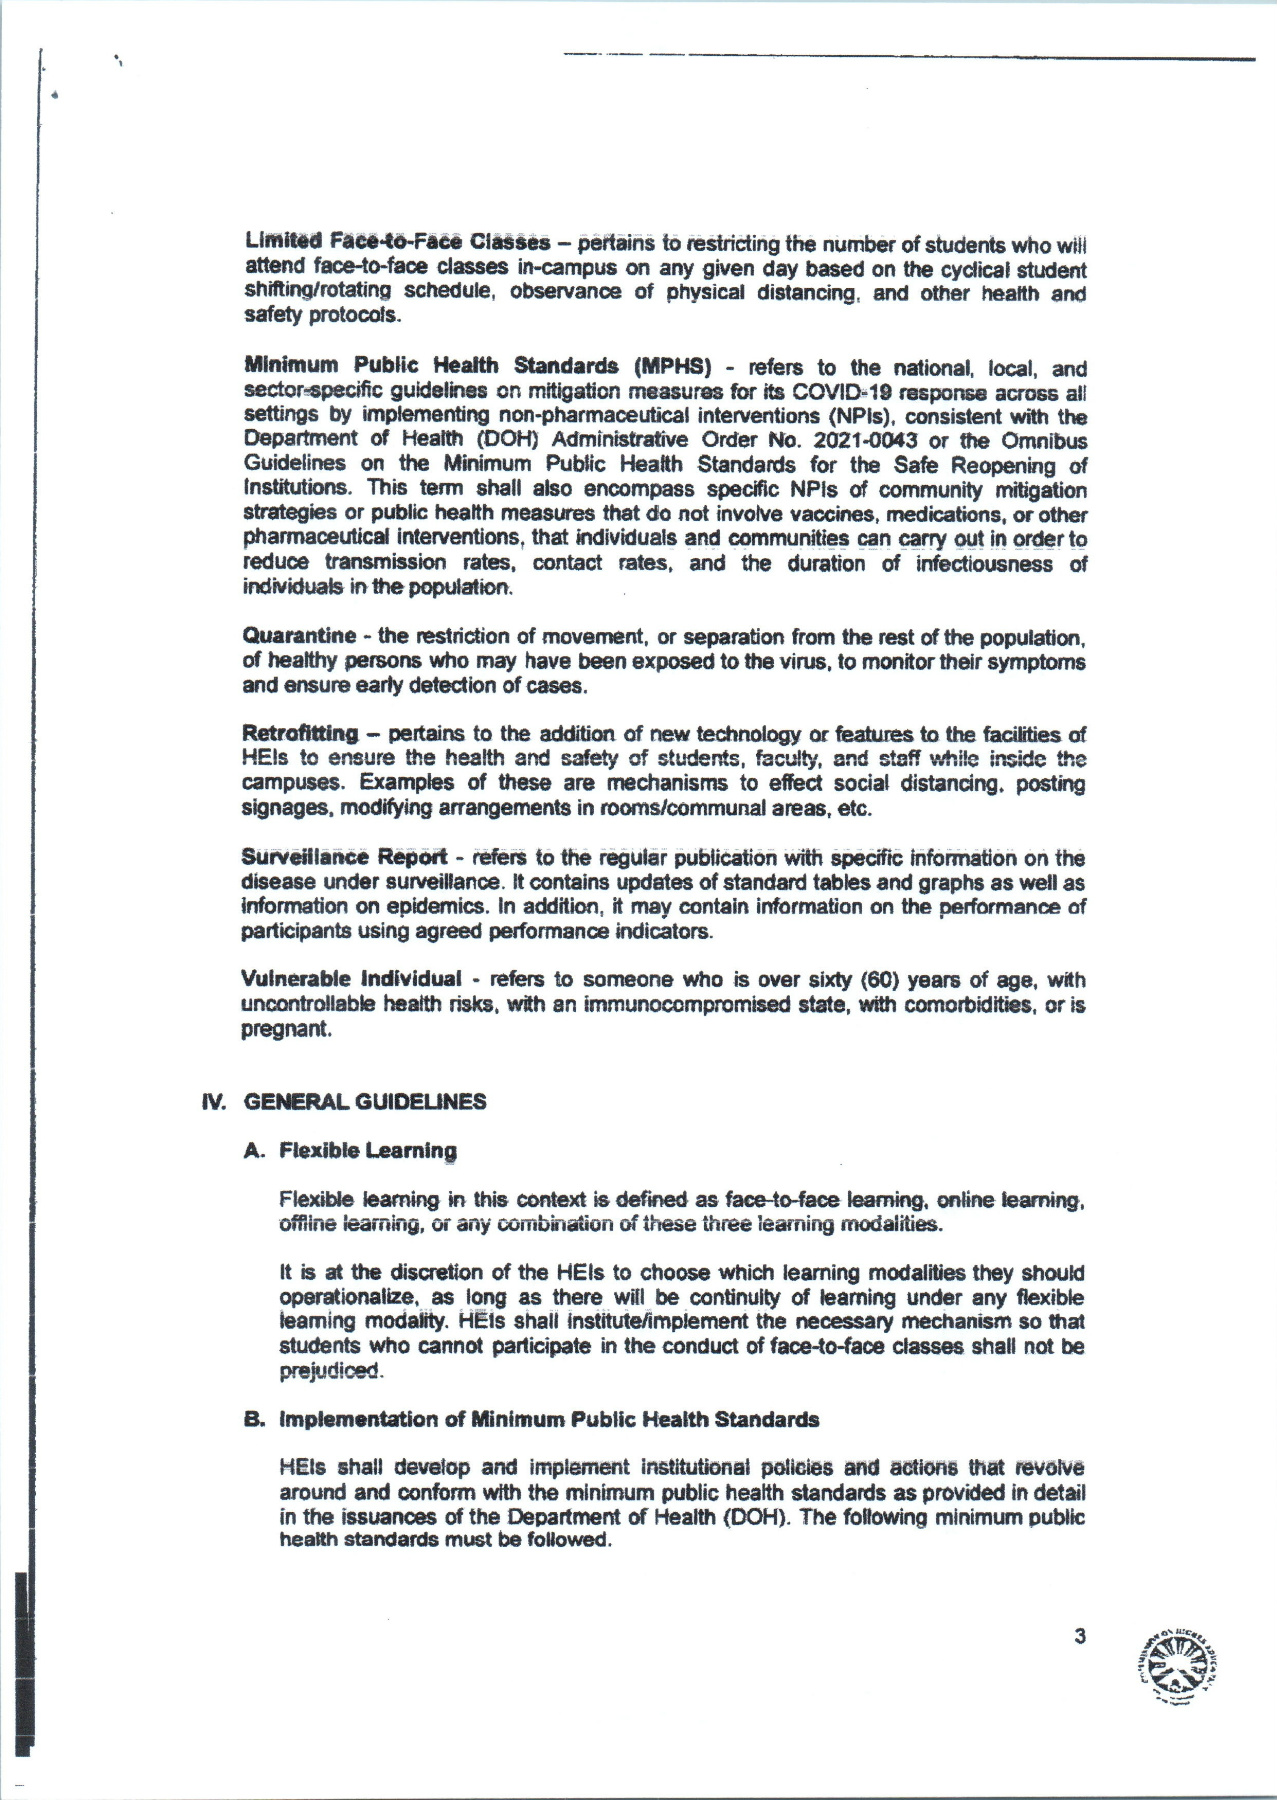 Limited Face-to-Face Classes – pertains to restricting the number of students who will
attend face-to-face classes in-campus on any given day based on the cyclical student
shifting/rotating schedule, observance of physical distancing, and other health and
safety protocols.
Minimum Public Health Standards (MPHS) - refers to the national, local, and
sector-specific guidelines on mitigation measures for its COVID-19 response across all
settings by implementing non-pharmaceutical interventions (NPIs), consistent with the
Department of Health (DOH) Administrative Order No. 2021-0043 or the Omnibus
Guidelines on the Minimum Public Health Standards for the Safe Reopening of
Institutions. This term shall also encompass specific NPIs of community mitigation
strategies or public health measures that do not involve vaccines, medications, or other
pharmaceutical interventions, that individuals and communities can carry out in order to
reduce transmission rates, contact rates, and the duration of infectiousness of
individuals in the population.
Quarantine - the restriction of movement, or separation from the rest of the population,
of healthy persons who may have been exposed to the virus, to monitor their symptoms
and ensure early detection of cases.
Retrofitting – pertains to the addition of new technology or features to the facilities of
HEIs to ensure the health and safety of students, faculty, and staff while inside the
campuses. Examples of these are mechanisms to effect social distancing, posting
signages, modifying arrangements in rooms/communal areas, etc.
Surveillance Report - refers to the regular publication with specific information on the
disease under surveillance. It contains updates of standard tables and graphs as well as
information on epidemics. In addition, it may contain information on the performance of
participants using agreed performance indicators.
Vulnerable Individual - refers to someone who is over sixty (60) years of age, with
uncontrollable health risks, with an immunocompromised state, with comorbidities, or is
pregnant.
IV. GENERAL GUIDELINES
A. Flexible Learning
Flexible learning in this context is defined as face-to-face learning, online learning,
offline learning, or any combination of these three learning modalities.
It is at the discretion of the HEIs to choose which learning modalities they should
operationalize, as long as there will be continuity of learning under any flexible
learning modality. HEIs shall institute/implement the necessary mechanism so that
students who cannot participate in the conduct of face-to-face classes shall not be
prejudiced.
B. Implementation of Minimum Public Health Standards
HEIs shall develop and implement institutional policies and actions that revolve
around and conform with the minimum public health standards as provided in detail
in the issuances of the Department of Health (DOH). The following minimum public
health standards must be followed.
3